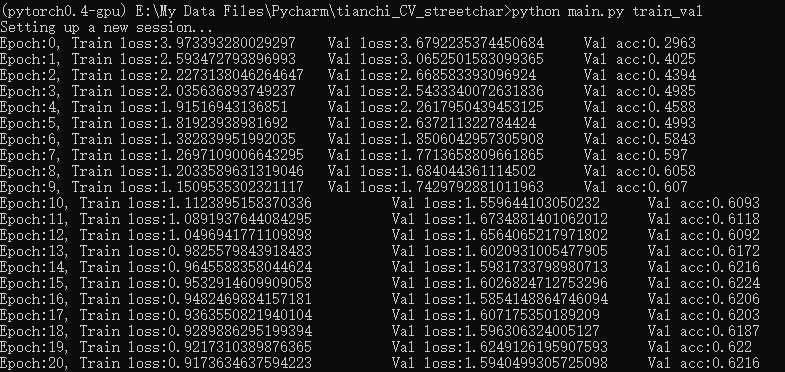 (pytorch0.4-gpu) E:\My Data Files\Pycharm\tianchi_CV_streetchar>python main.py train_val
Setting up a new session...
Epoch:0, Train loss:3.973393280029297 Val loss:3.6792235374450684 Val acc:0.2963
Epoch:1, Train loss:2.593472793896993 Val loss:3.0652501583099365 Val acc:0.4025
Epoch:2, Train loss:2.2273138046264647 Val loss:2.668583393096924 Val acc:0.4394
Epoch:3, Train loss:2.035636893749237 Val loss:2.5433340072631836 Val acc:0.4985
Epoch:4, Train loss:1.91516943136851 Val loss:2.2617950439453125 Val acc:0.4588
Epoch:5, Train loss:1.81923938981692 Val loss:2.637211322784424 Val acc:0.4993
Epoch:6, Train loss:1.382839951992035 Val loss:1.8506042957305908 Val acc:0.5843
Epoch:7, Train loss:1.2697109006643295 Val loss:1.7713658809661865 Val acc:0.597
Epoch:8, Train loss:1.2033589631319046 Val loss:1.684044361114502 Val acc:0.6058
Epoch:9, Train loss:1.1509535302321117 Val loss:1.7429792881011963 Val acc:0.607
Epoch:10, Train loss:1.1123895158370336 Val loss:1.559644103050232 Val acc:0.6093
Epoch:11, Train loss:1.0891937644084295 Val loss:1.6734881401062012 Val acc:0.6118
Epoch:12, Train loss:1.0496941771109898 Val loss:1.6564065217971802 Val acc:0.6092
Epoch:13, Train loss:0.9825579843918483 Val loss:1.6020931005477905 Val acc:0.6172
Epoch:14, Train loss:0.9645588358044624 Val loss:1.5981733798980713 Val acc:0.6216
Epoch:15, Train loss:0.9532914609909058 Val loss:1.6026824712753296 Val acc:0.6224
Epoch:16, Train loss:0.9482469884157181 Val loss:1.5854148864746094 Val acc:0.6206
Epoch:17, Train loss:0.9363550821940104 Val loss:1.607175350189209 Val acc:0.6203
Epoch:18, Train loss:0.9289886295199394 Val loss:1.596306324005127 Val acc:0.6187
Epoch:19, Train loss:0.9217310389876365 Val loss:1.6249126195907593 Val acc:0.622
Epoch:20, Train loss:0.9173634637594223 Val loss:1.5940499305725098 Val acc:0.6216